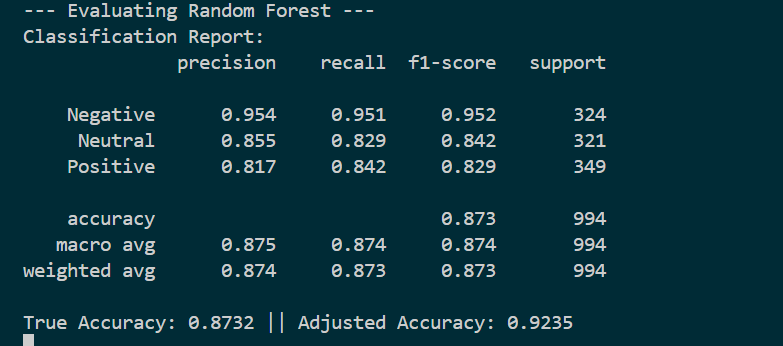 --- Evaluating Random Forest ---
Classification Report:
precision recall f1-score support
Negative 0.954 0.951 0.952 324
Neutral 0.855 0.829 0.842 321
Positive 0.817 0.842 0.829 349
accuracy 0.873 994
macro avg 0.875 0.874 0.874 994
weighted avg 0.874 0.873 0.873 994
True Accuracy: 0.8732 || Adjusted Accuracy: 0.9235